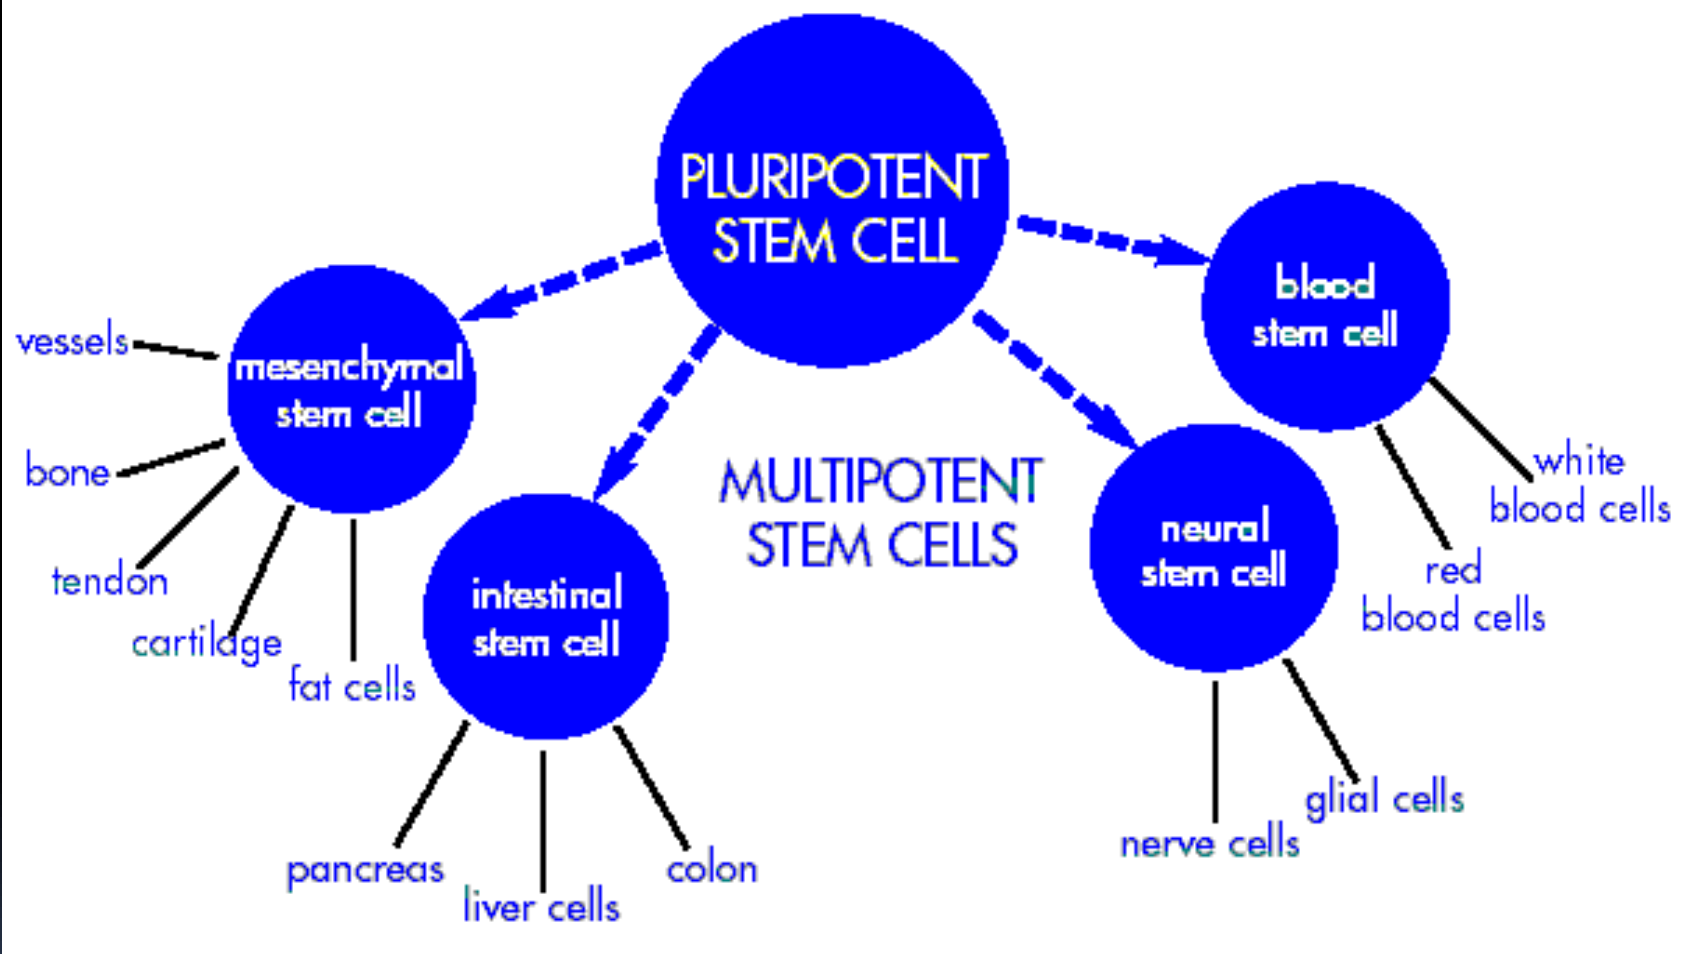 PLURIPOTENT
STEM CELL
blood
stem cell
mesenchymal
stem cell
vessels
bone
tendon
cartilage
fat cells
MULTIPOTENT
STEM CELLS
intestinal
stem cell
pancreas
liver cells
colon
neural
stem cell
nerve cells
glial cells
white
blood cells
red
blood cells